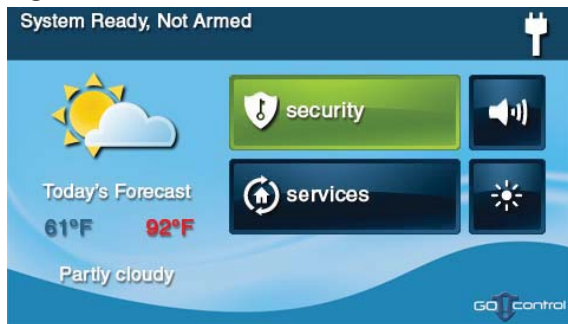 System Ready, Not Armed
security
services
Today's Forecast
61°F 92°F
Partly cloudy
GO control